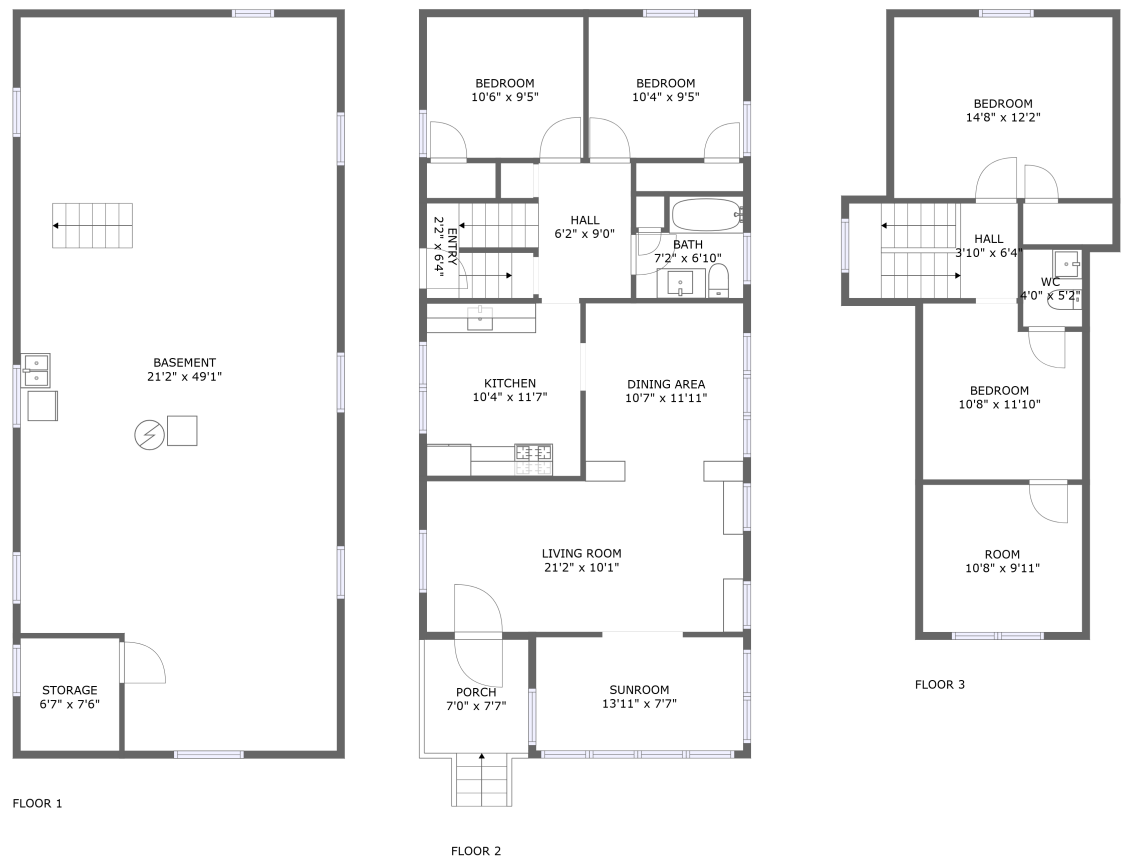 BASEMENT
21'2" x 49'1"
STORAGE
6'7" x 7'6"
FLOOR 1
BEDROOM
10'6" x 9'5"
BEDROOM
10'4" x 9'5"
HALL
6'2" x 9'0"
ENTRY
2'2" x 6'4"
BATH
7'2" x 6'10"
KITCHEN
10'4" x 11'7"
DINING AREA
10'7" x 11'11"
LIVING ROOM
21'2" x 10'1"
PORCH
7'0" x 7'7"
SUNROOM
13'11" x 7'7"
FLOOR 2
BEDROOM
14'8" x 12'2"
HALL
3'10" x 6'4"
WC
4'0" x 5'2"
BEDROOM
10'8" x 11'10"
ROOM
10'8" x 9'11"
FLOOR 3